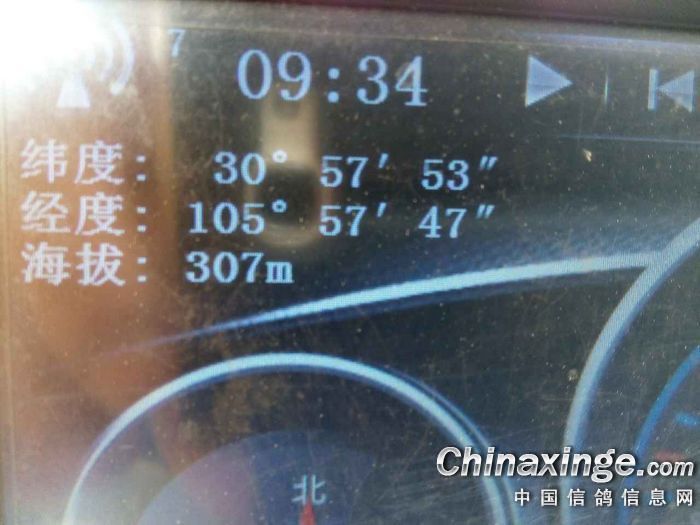 7
09:34
纬度: 30° 57′ 53″
经度: 105° 57′ 47″
海拔: 307m
北
Chinaxinge.com
中国信鸽信息网